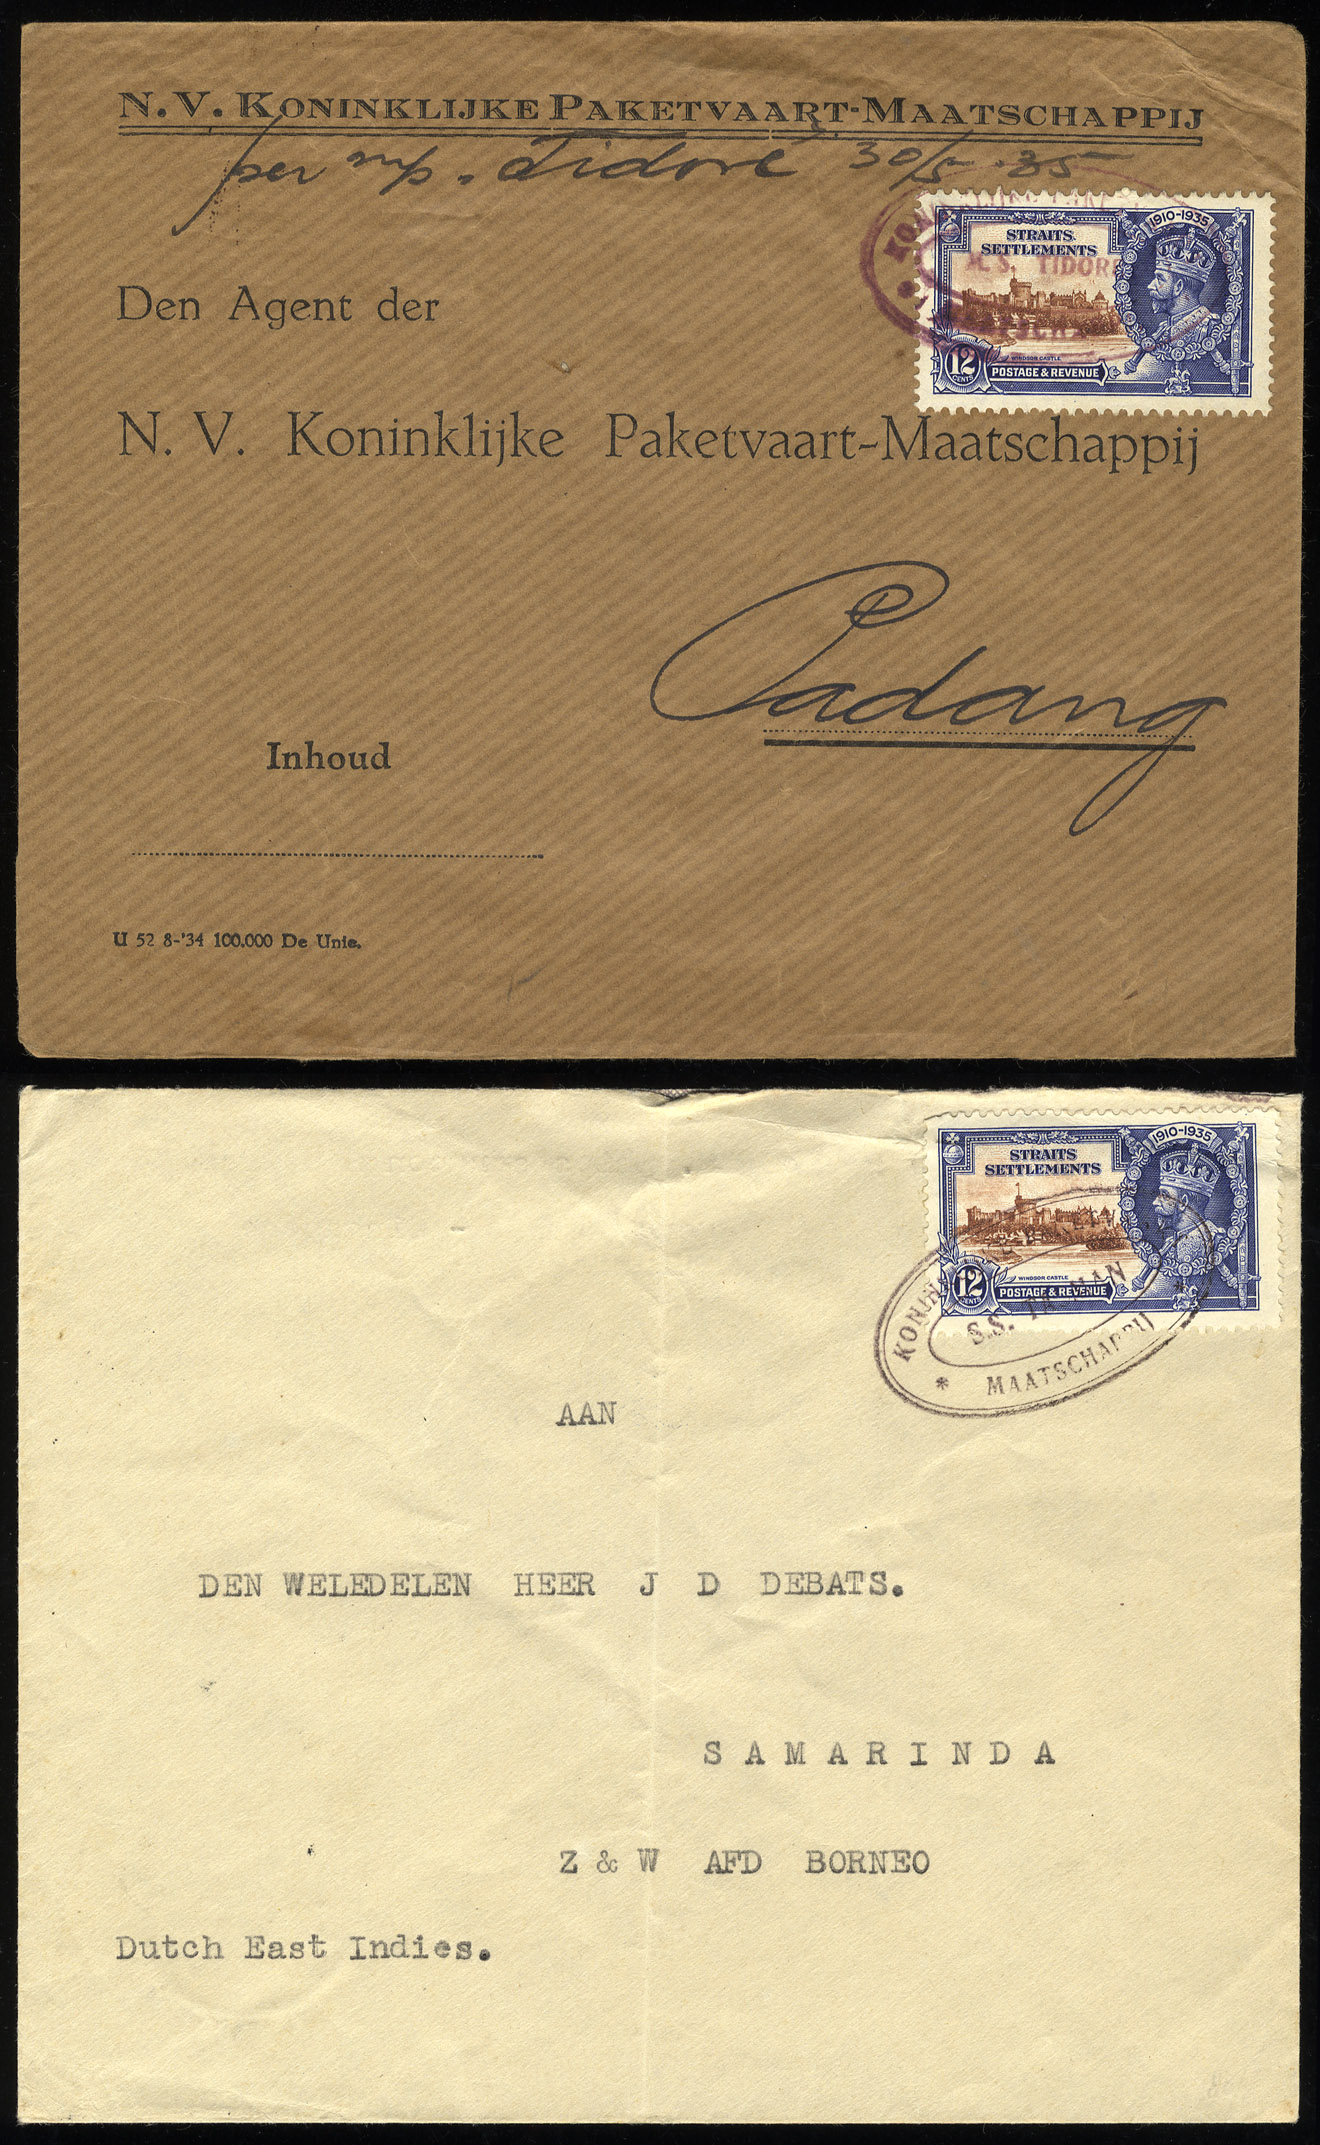 N.V. KONINKLIJKE PAKETVAART-MAATSCHAPPIJ
per m/s "Tidore" 30/5-35
1910-1935
STRAITS
SETTLEMENTS
M.S. TIDORE
WINDSOR CASTLE
12
CENTS
POSTAGE & REVENUE
Den Agent der
N. V. Koninklijke Paketvaart-Maatschappij
Padang
Inhoud
U 52 8-'34 100.000 De Unie.
1910-1935
STRAITS
SETTLEMENTS
WINDSOR CASTLE
12
CENTS
POSTAGE & REVENUE
S.S.
* MAATSCHAPPIJ *
AAN
DEN WELEDELEN HEER J D DEBATS.
SAMARINDA
Z & W AFD BORNEO
Dutch East Indies.